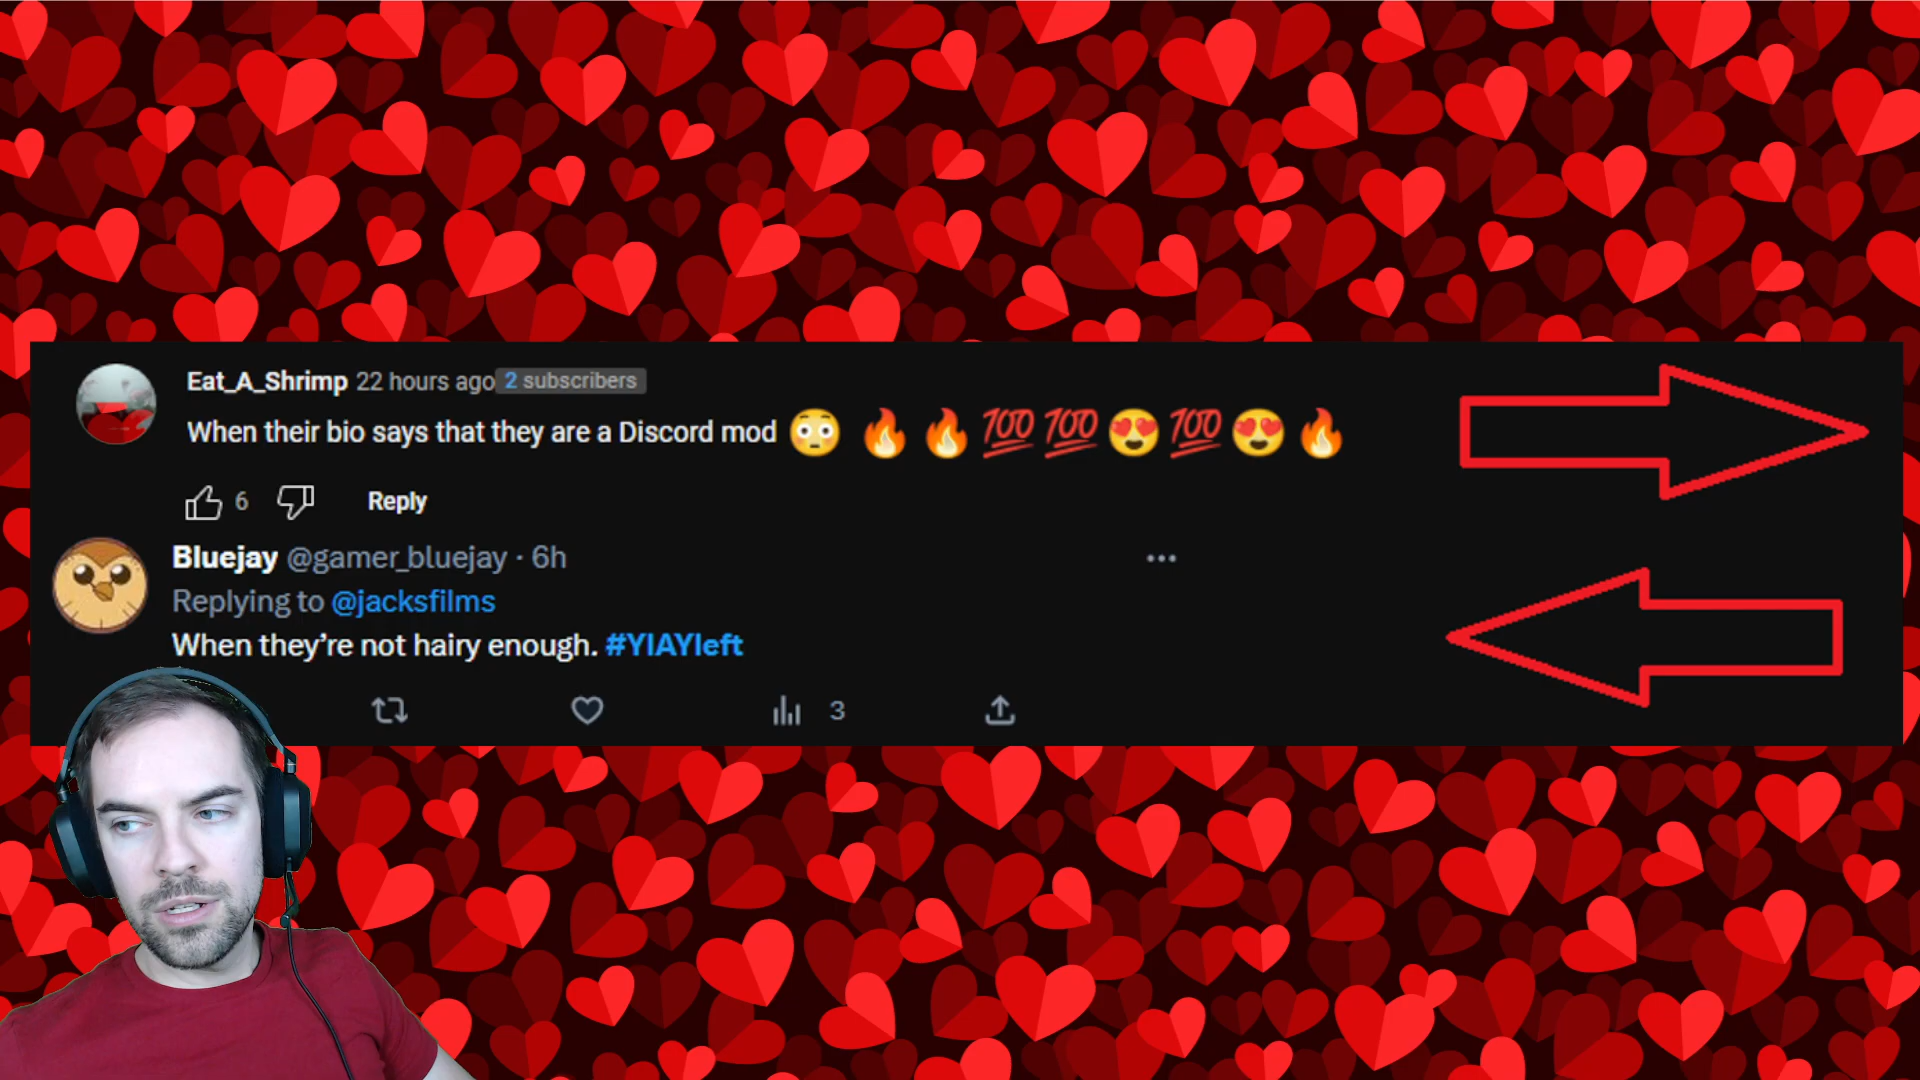 Eat_A_Shrimp 22 hours ago 2 subscribers
When their bio says that they are a Discord mod 😳 🔥 🔥 💯 💯 😍 💯 😍 🔥
6 Reply
Bluejay @gamer_bluejay · 6h
Replying to @jacksfilms
When they’re not hairy enough. #YIAYleft
3